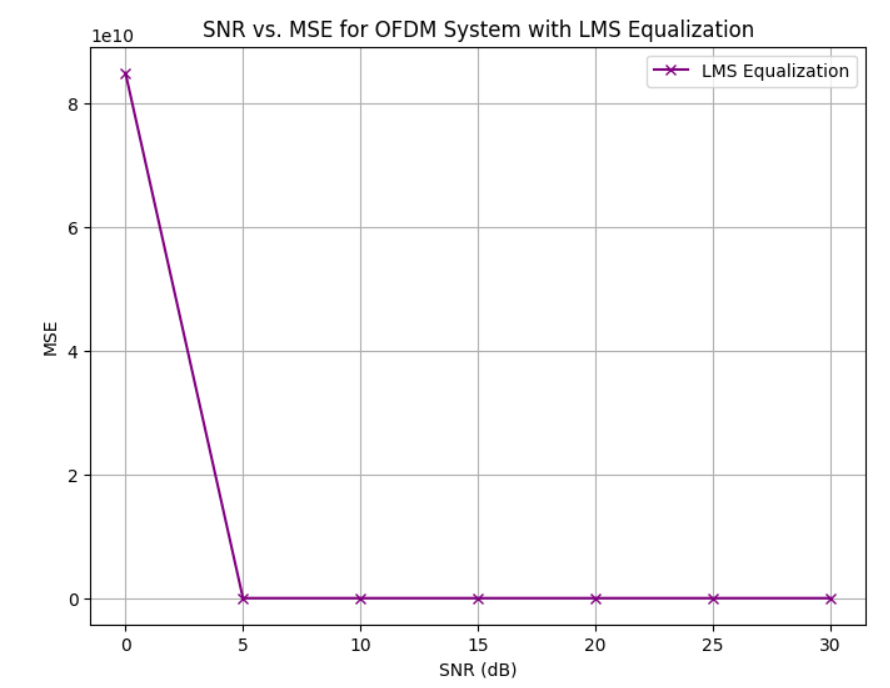 SNR vs. MSE for OFDM System with LMS Equalization
1e10
LMS Equalization
8
6
4
2
0
MSE
0 5 10 15 20 25 30
SNR (dB)